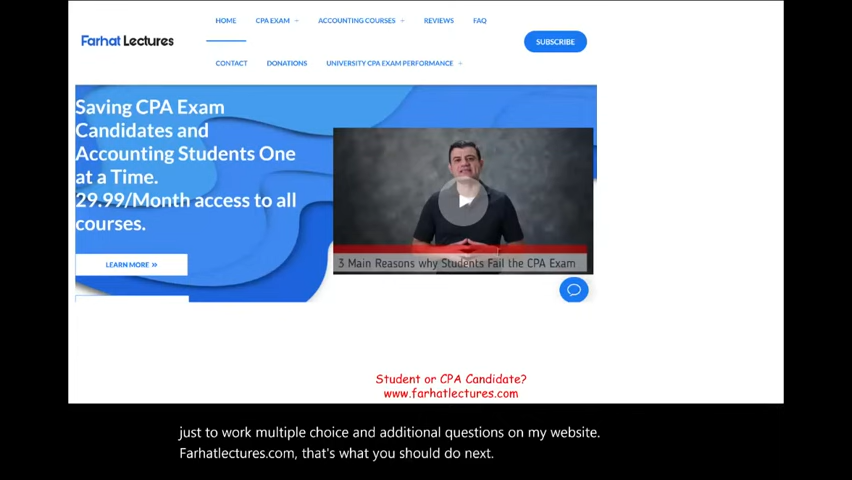 HOME
CPA EXAM
ACCOUNTING COURSES
REVIEWS
FAQ
Farhat Lectures
SUBSCRIBE
CONTACT
DONATIONS
UNIVERSITY CPA EXAM PERFORMANCE
Saving CPA Exam
Candidates and
Accounting Students One
at a Time.
29.99/Month access to all
courses.
LEARN MORE »
3 Main Reasons why Students Fail the CPA Exam
Student or CPA Candidate?
www.farhatlectures.com
just to work multiple choice and additional questions on my website.
Farhatlectures.com, that's what you should do next.